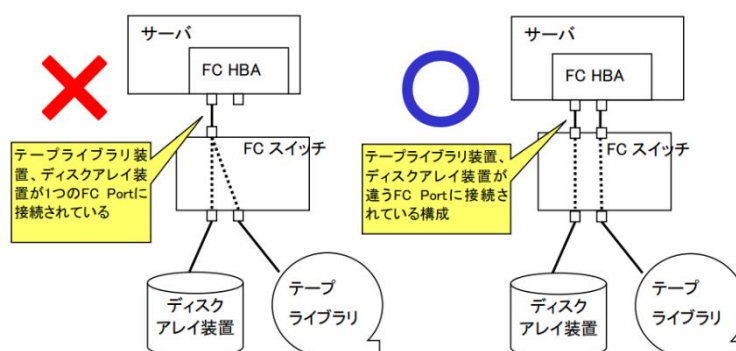 サーバ
FC HBA
テープライブラリ装
置、ディスクアレイ装
置が1つのFC Portに
接続されている
FC スイッチ
ディスク
アレイ装置
テープ
ライブラリ
サーバ
FC HBA
テープライブラリ装置、
ディスクアレイ装置が
違うFC Portに接続さ
れている構成
FC スイッチ
ディスク
アレイ装置
テープ
ライブラリ